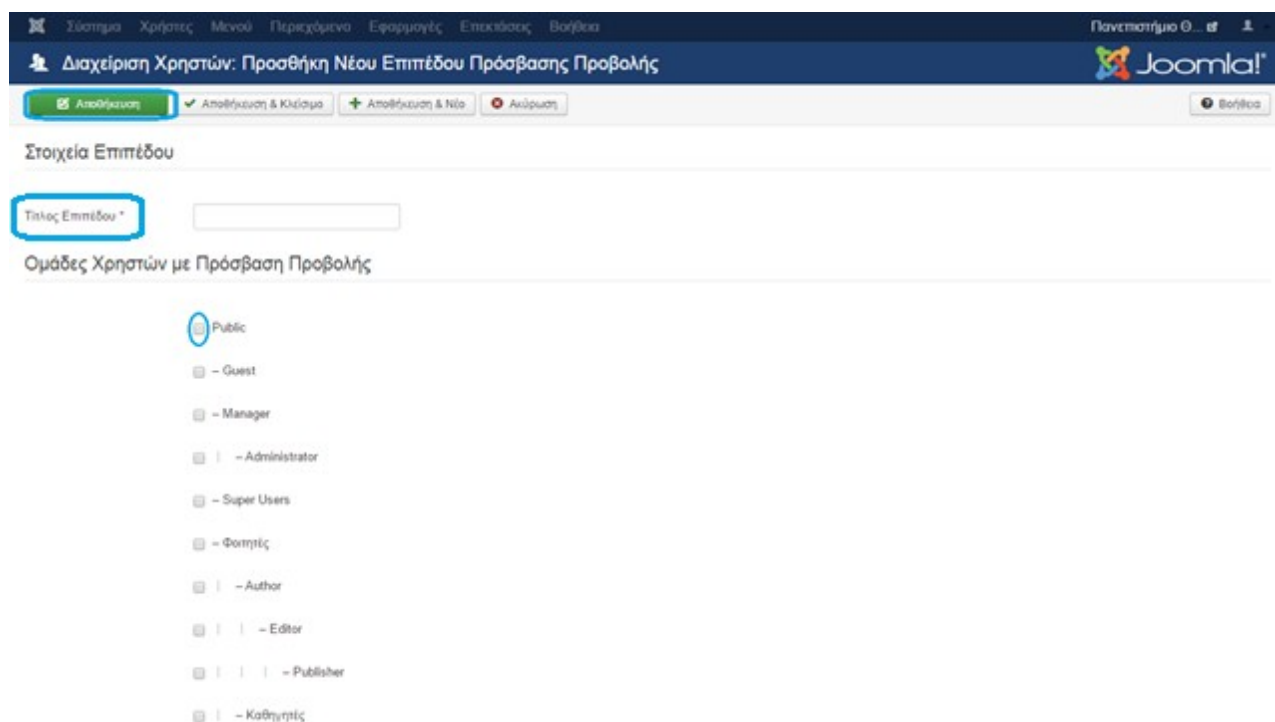 Σύστημα Χρήστες Μενού Περιεχόμενο Εφαρμογές Επεκτάσεις Βοήθεια Πανεπιστήμιο Θ...
Διαχείριση Χρηστών: Προσθήκη Νέου Επιπέδου Πρόσβασης Προβολής Joomla!
Αποθήκευση Αποθήκευση & Κλείσιμο Αποθήκευση & Νέο Ακύρωση Βοήθεια
Στοιχεία Επιπέδου
Τίτλος Επιπέδου *
Ομάδες Χρηστών με Πρόσβαση Προβολής
Public
– Guest
– Manager
| – Administrator
– Super Users
– Φοιτητές
| – Author
| | – Editor
| | | – Publisher
| – Καθηγητές